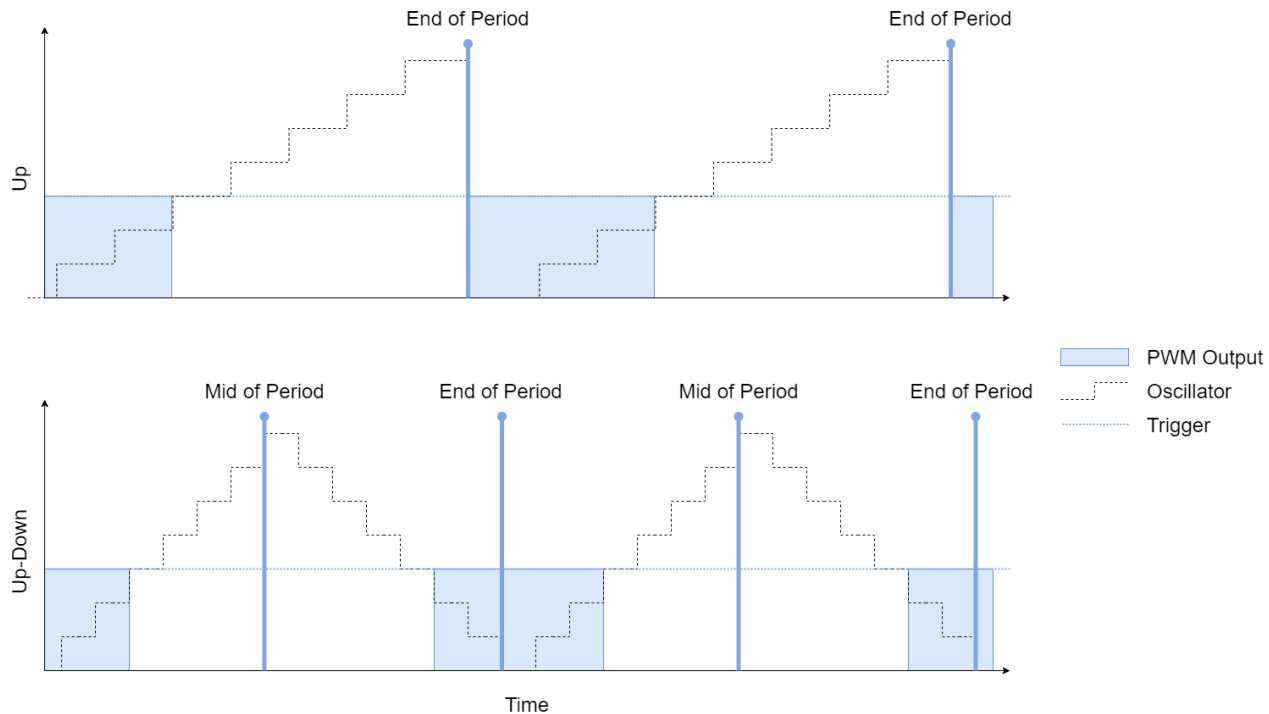 End of Period
End of Period
Up
Mid of Period
End of Period
Mid of Period
End of Period
Up-Down
Time
PWM Output
Oscillator
Trigger